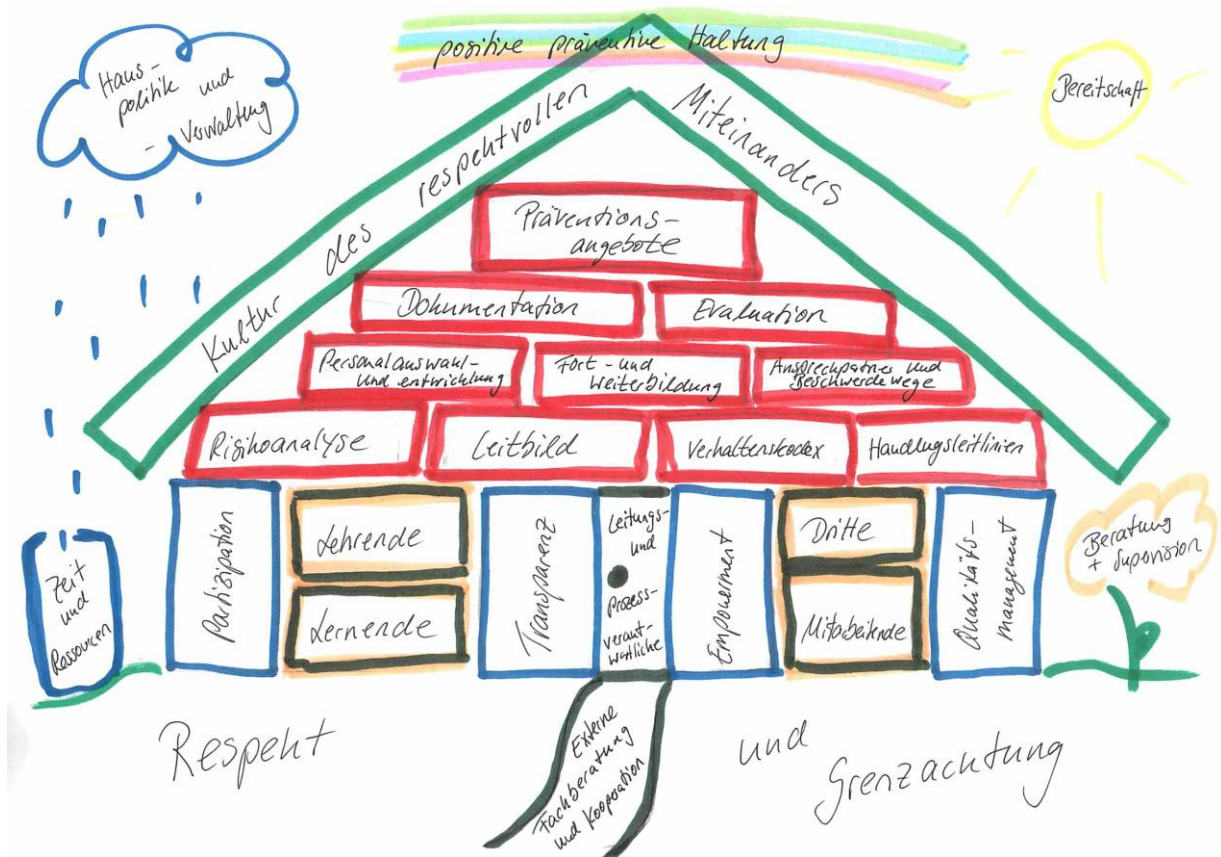 positive präventive Haltung
Haus-
politik und
- Verwaltung
Bereitschaft
Kultur des respektvollen Miteinanders
Präventions-
angebote
Dokumentation
Evaluation
Personalauswahl-
und entwicklung
Fort- und
Weiterbildung
Ansprechpartner und
Beschwerdewege
Risikoanalyse
Leitbild
Verhaltenskodex
Handlungsleitlinien
Zeit
und
Ressourcen
Partizipation
Lehrende
Lernende
Transparenz
Leitungs-
und
Prozess-
verant-
wortliche
Empowerment
Dritte
Mitarbeitende
Qualitäts-
management
Beratung
+ Supervision
Respekt und Grenzachtung
Externe
Fachberatung
und Kooperation